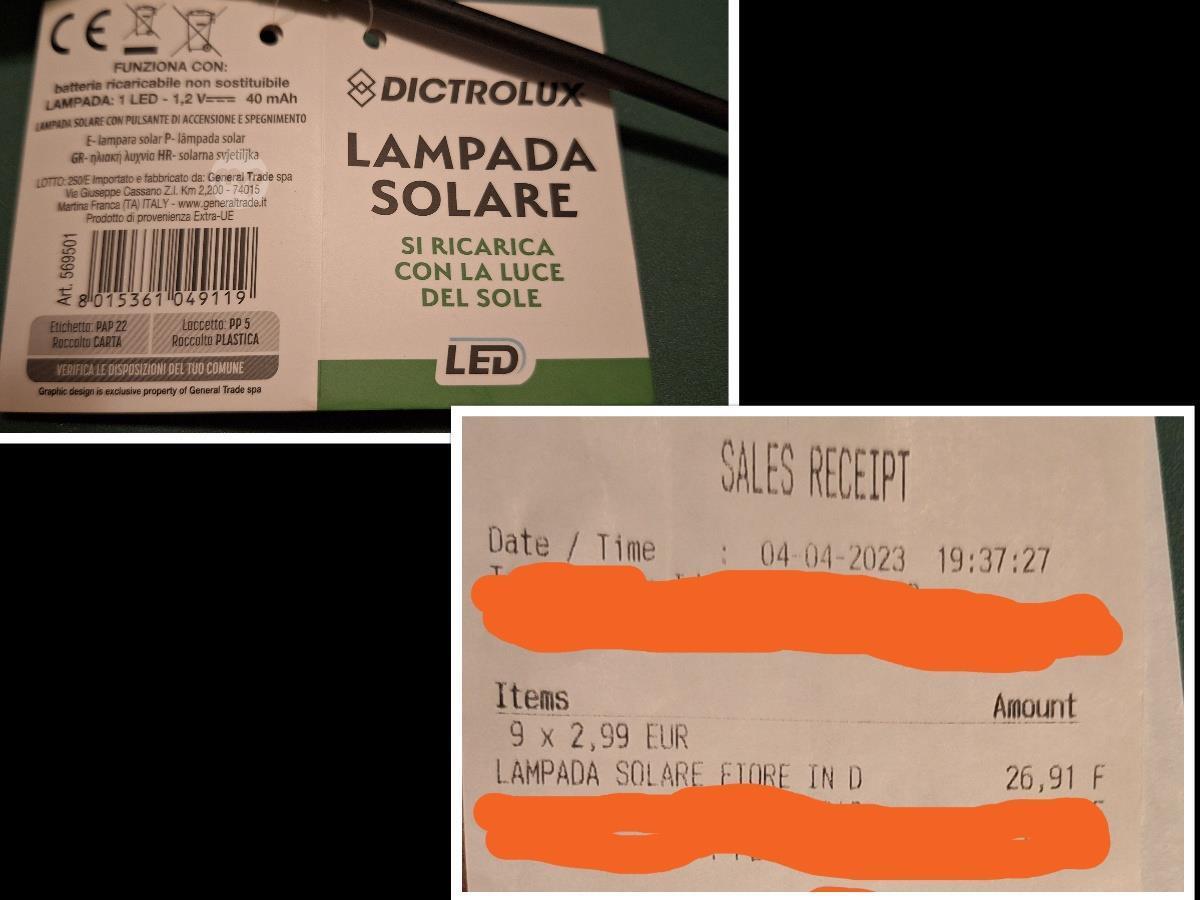 FUNZIONA CON:
batteria ricaricabile non sostituibile
LAMPADA: 1 LED - 1,2 V 40 mAh
LAMPADA SOLARE CON PULSANTE DI ACCENSIONE E SPEGNIMENTO
E- lampara solar P- lâmpada solar
GR- ηλιακή λυχνία HR- solarna svjetiljka
LOTTO: 250/E Importato e fabbricato da: General Trade spa
Via Giuseppe Cassano Z.I. Km 2,200 - 74015
Martina Franca (TA) ITALY - www.generaltrade.it
Prodotto di provenienza Extra-UE
Art. 569501
8 015361 049119
Etichetta: PAP 22
Raccolta CARTA
Laccetto: PP 5
Raccolta PLASTICA
VERIFICA LE DISPOSIZIONI DEL TUO COMUNE
Graphic design is exclusive property of General Trade spa
DICTROLUX
LAMPADA
SOLARE
SI RICARICA
CON LA LUCE
DEL SOLE
LED
SALES RECEIPT
Date / Time : 04-04-2023 19:37:27
Items Amount
9 x 2,99 EUR
LAMPADA SOLARE FIORE IN D 26,91 F